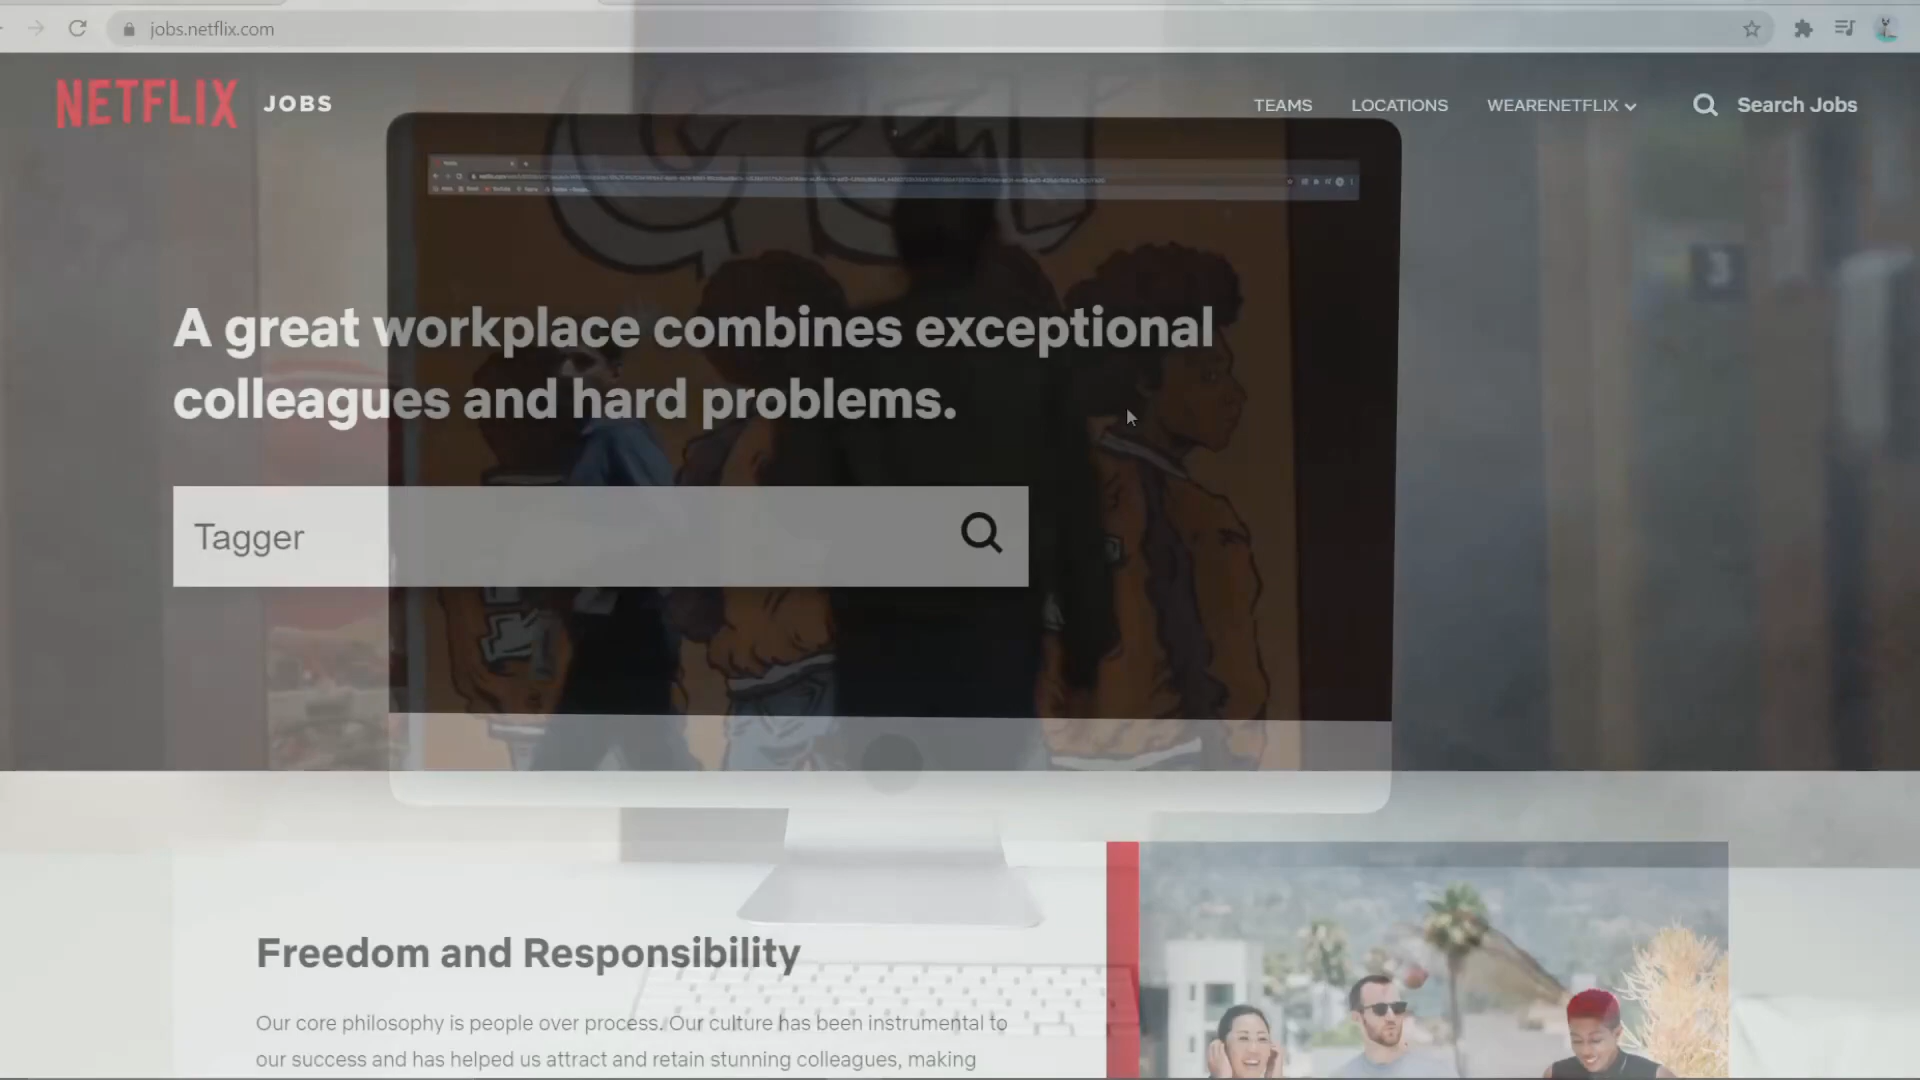 jobs.netflix.com
NETFLIX JOBS
TEAMS LOCATIONS WEARENETFLIX Search Jobs
A great workplace combines exceptional
colleagues and hard problems.
Tagger
Freedom and Responsibility
Our core philosophy is people over process. Our culture has been instrumental to
our success and has helped us attract and retain stunning colleagues, making
3